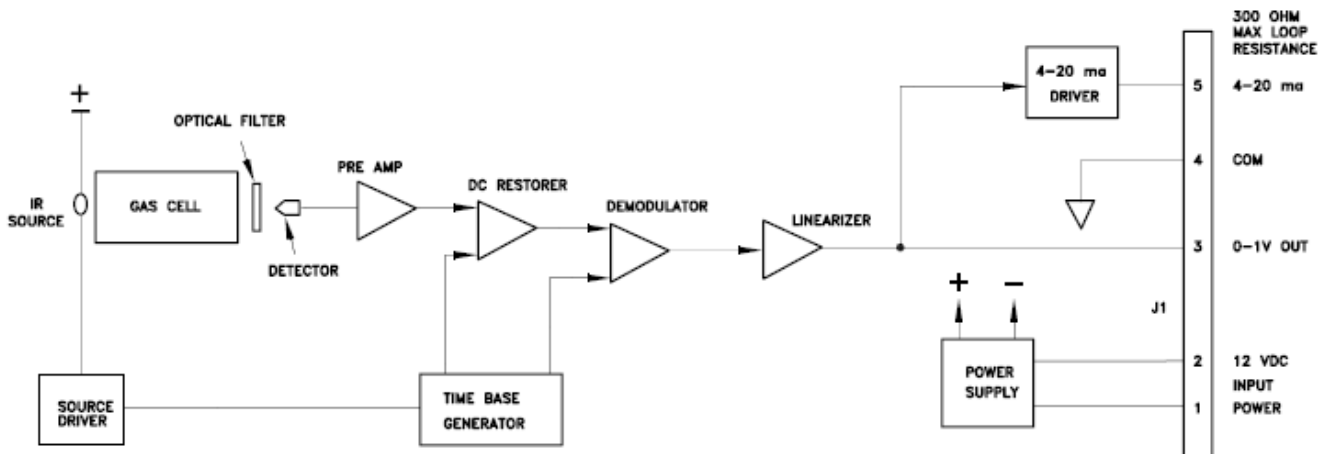 300 OHM
MAX LOOP
RESISTANCE
4-20 ma
DRIVER
5
4-20 ma
+
OPTICAL FILTER
PRE AMP
4
COM
DC RESTORER
IR
SOURCE
GAS CELL
DEMODULATOR
LINEARIZER
DETECTOR
3
0-1V OUT
+
−
J1
2
12 VDC
POWER
SUPPLY
INPUT
1
POWER
SOURCE
DRIVER
TIME BASE
GENERATOR